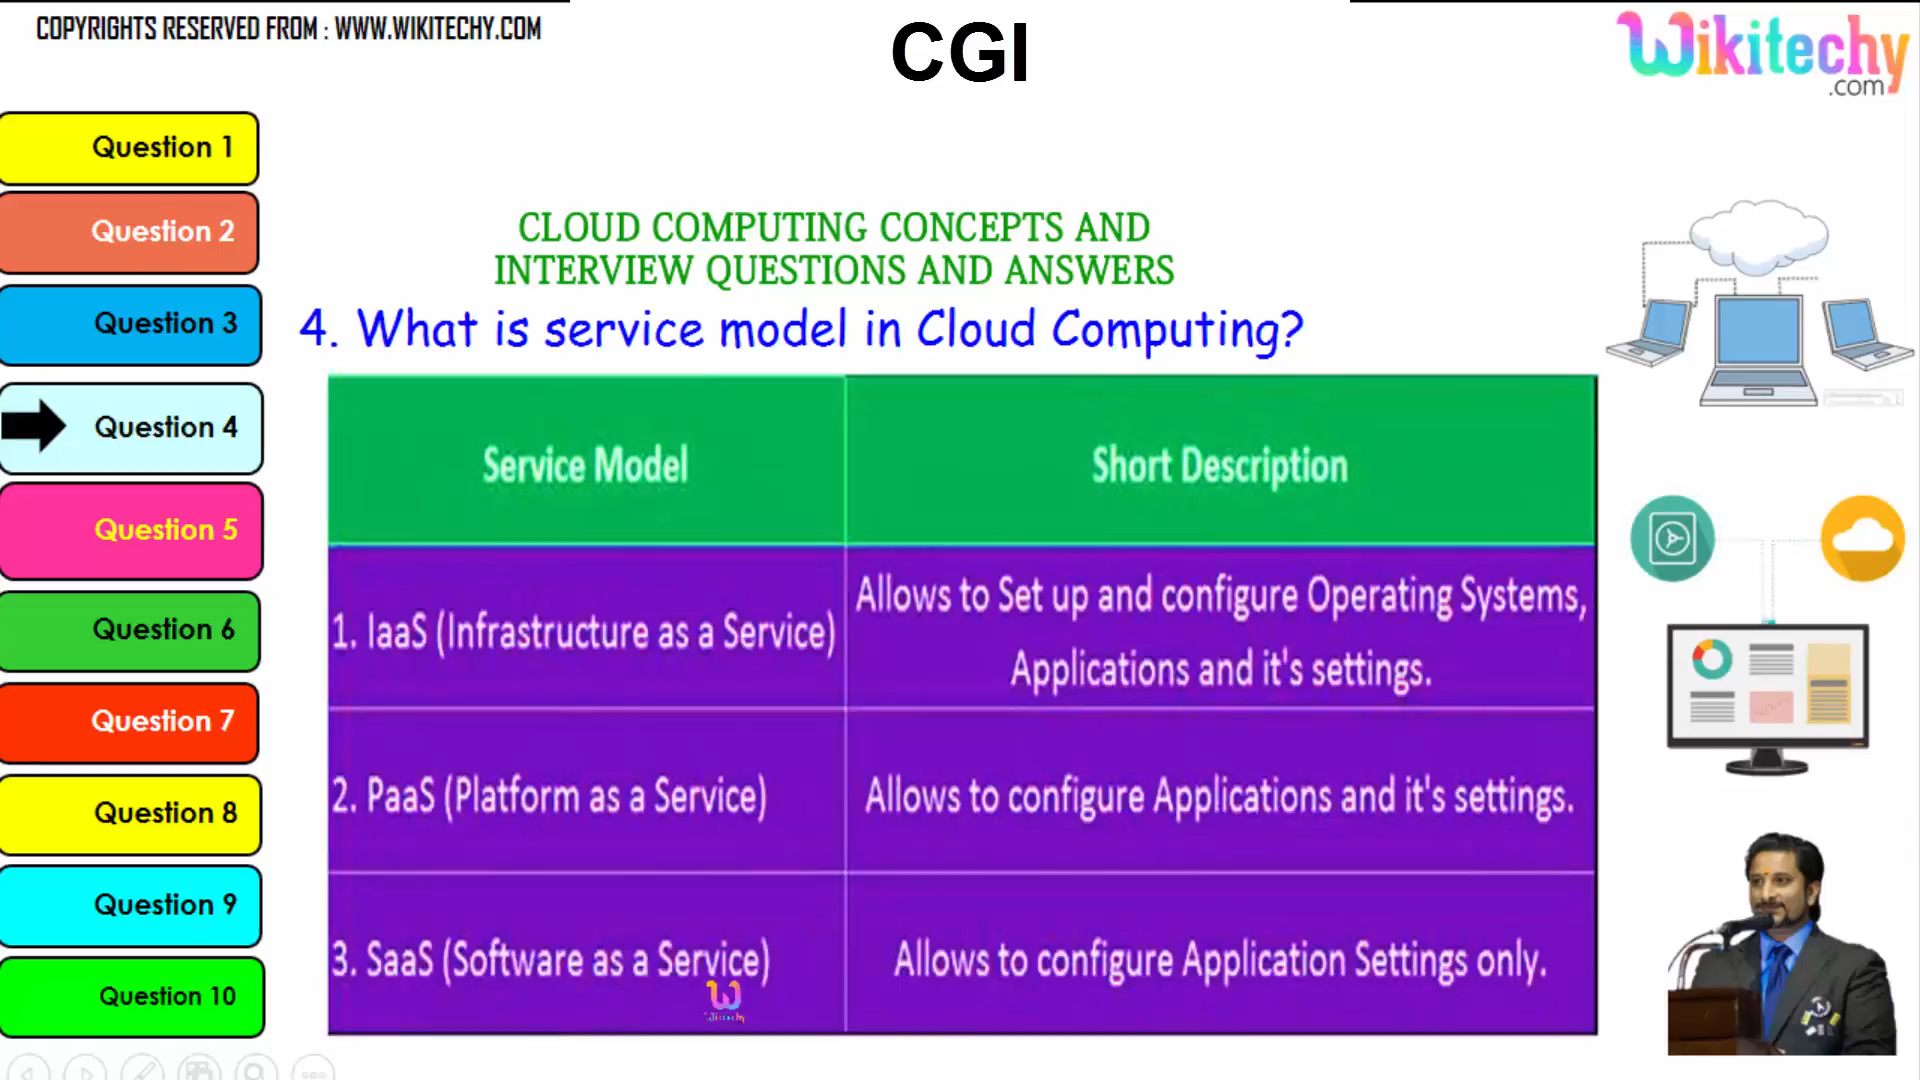 COPYRIGHTS RESERVED FROM : WWW.WIKITECHY.COM
CGI
Wikitechy
.com
Question 1
Question 2
Question 3
Question 4
Question 5
Question 6
Question 7
Question 8
Question 9
Question 10
CLOUD COMPUTING CONCEPTS AND
INTERVIEW QUESTIONS AND ANSWERS
4. What is service model in Cloud Computing?
Service Model
Short Description
1. IaaS (Infrastructure as a Service)
Allows to Set up and configure Operating Systems,
Applications and it's settings.
2. PaaS (Platform as a Service)
Allows to configure Applications and it's settings.
3. SaaS (Software as a Service)
Allows to configure Application Settings only.